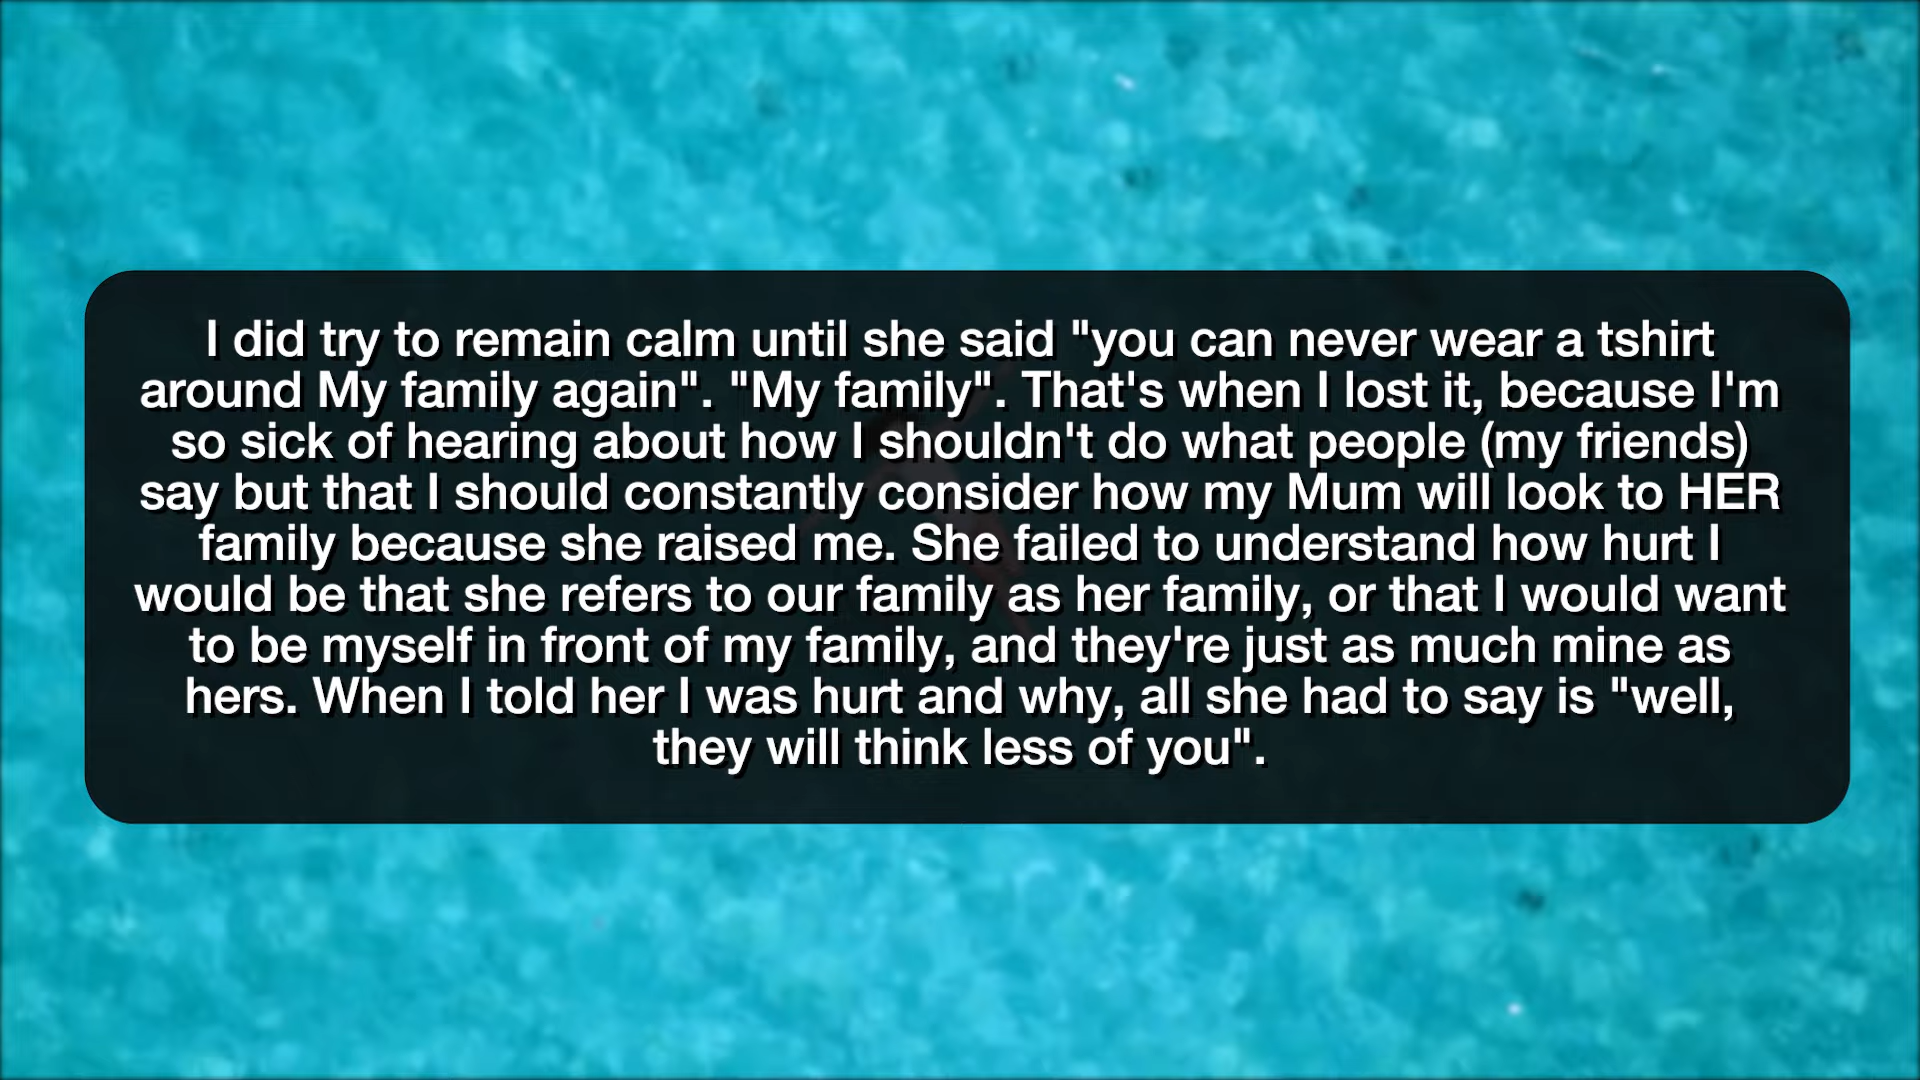 I did try to remain calm until she said "you can never wear a tshirt
around My family again". "My family". That's when I lost it, because I'm
so sick of hearing about how I shouldn't do what people (my friends)
say but that I should constantly consider how my Mum will look to HER
family because she raised me. She failed to understand how hurt I
would be that she refers to our family as her family, or that I would want
to be myself in front of my family, and they're just as much mine as
hers. When I told her I was hurt and why, all she had to say is "well,
they will think less of you".